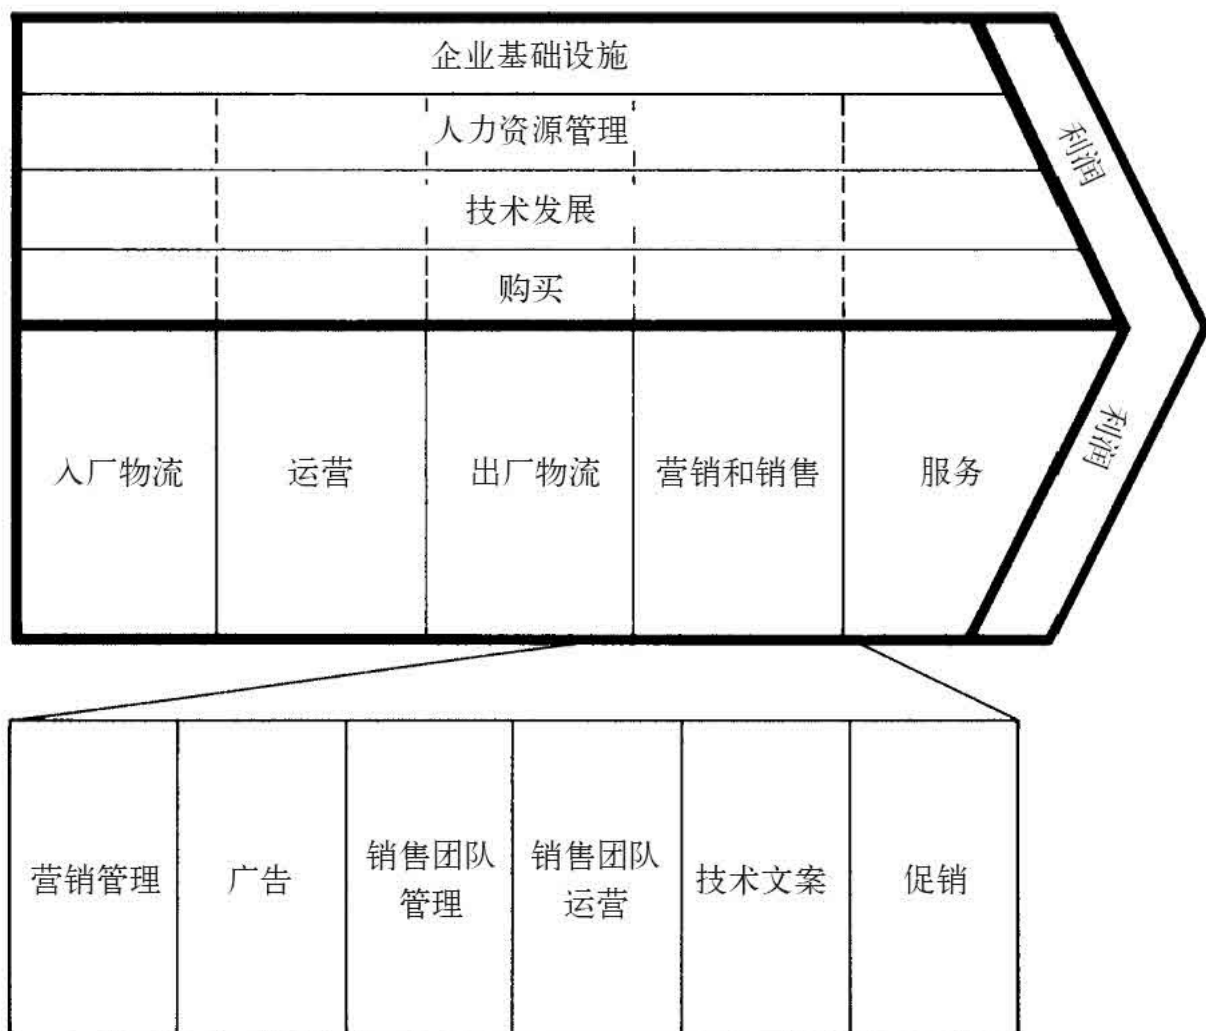 企业基础设施
人力资源管理
利润
技术发展
购买
入厂物流
运营
出厂物流
营销和销售
服务
利润
营销管理
广告
销售团队
管理
销售团队
运营
技术文案
促销